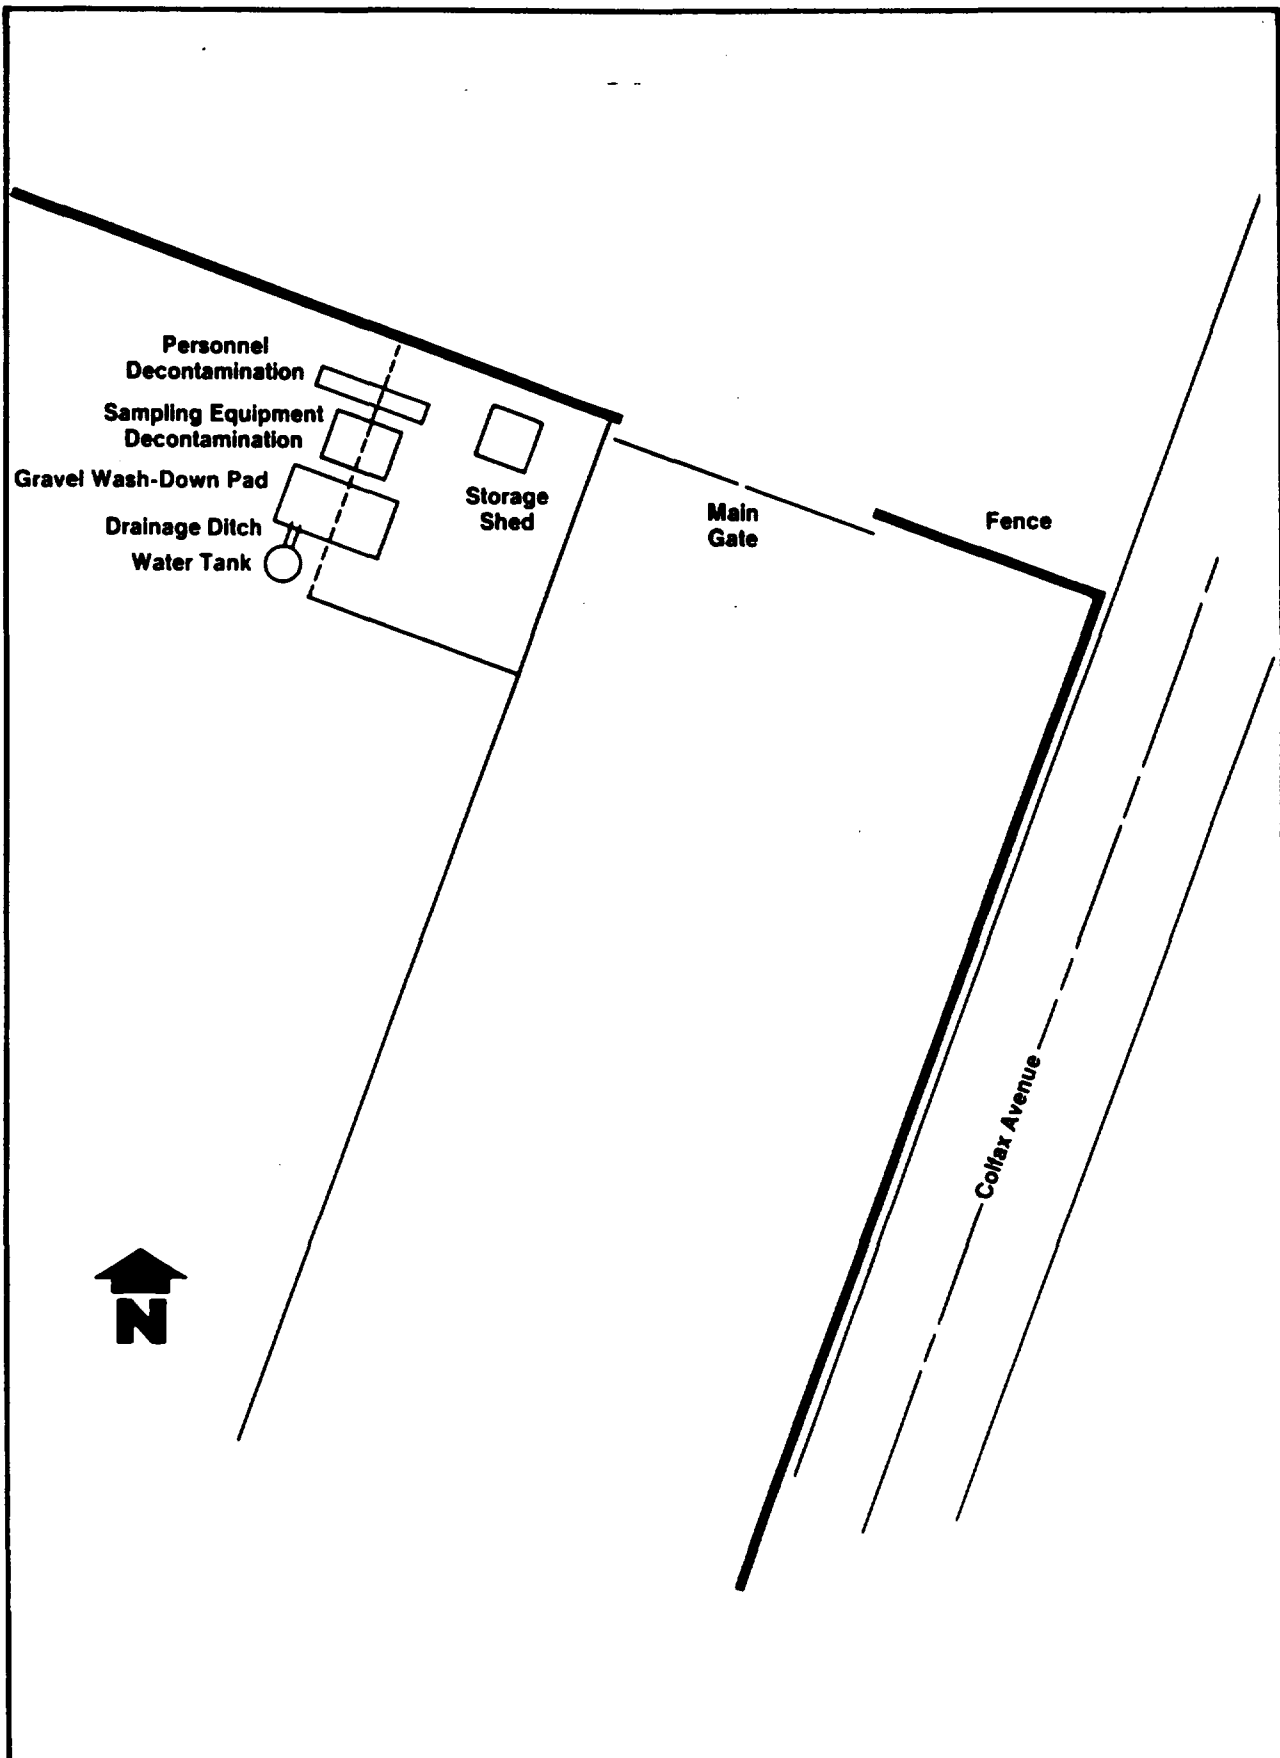 Personnel
Decontamination
Sampling Equipment
Decontamination
Gravel Wash-Down Pad
Drainage Ditch
Water Tank
Storage
Shed
Main
Gate
Fence
Colfax Avenue
N